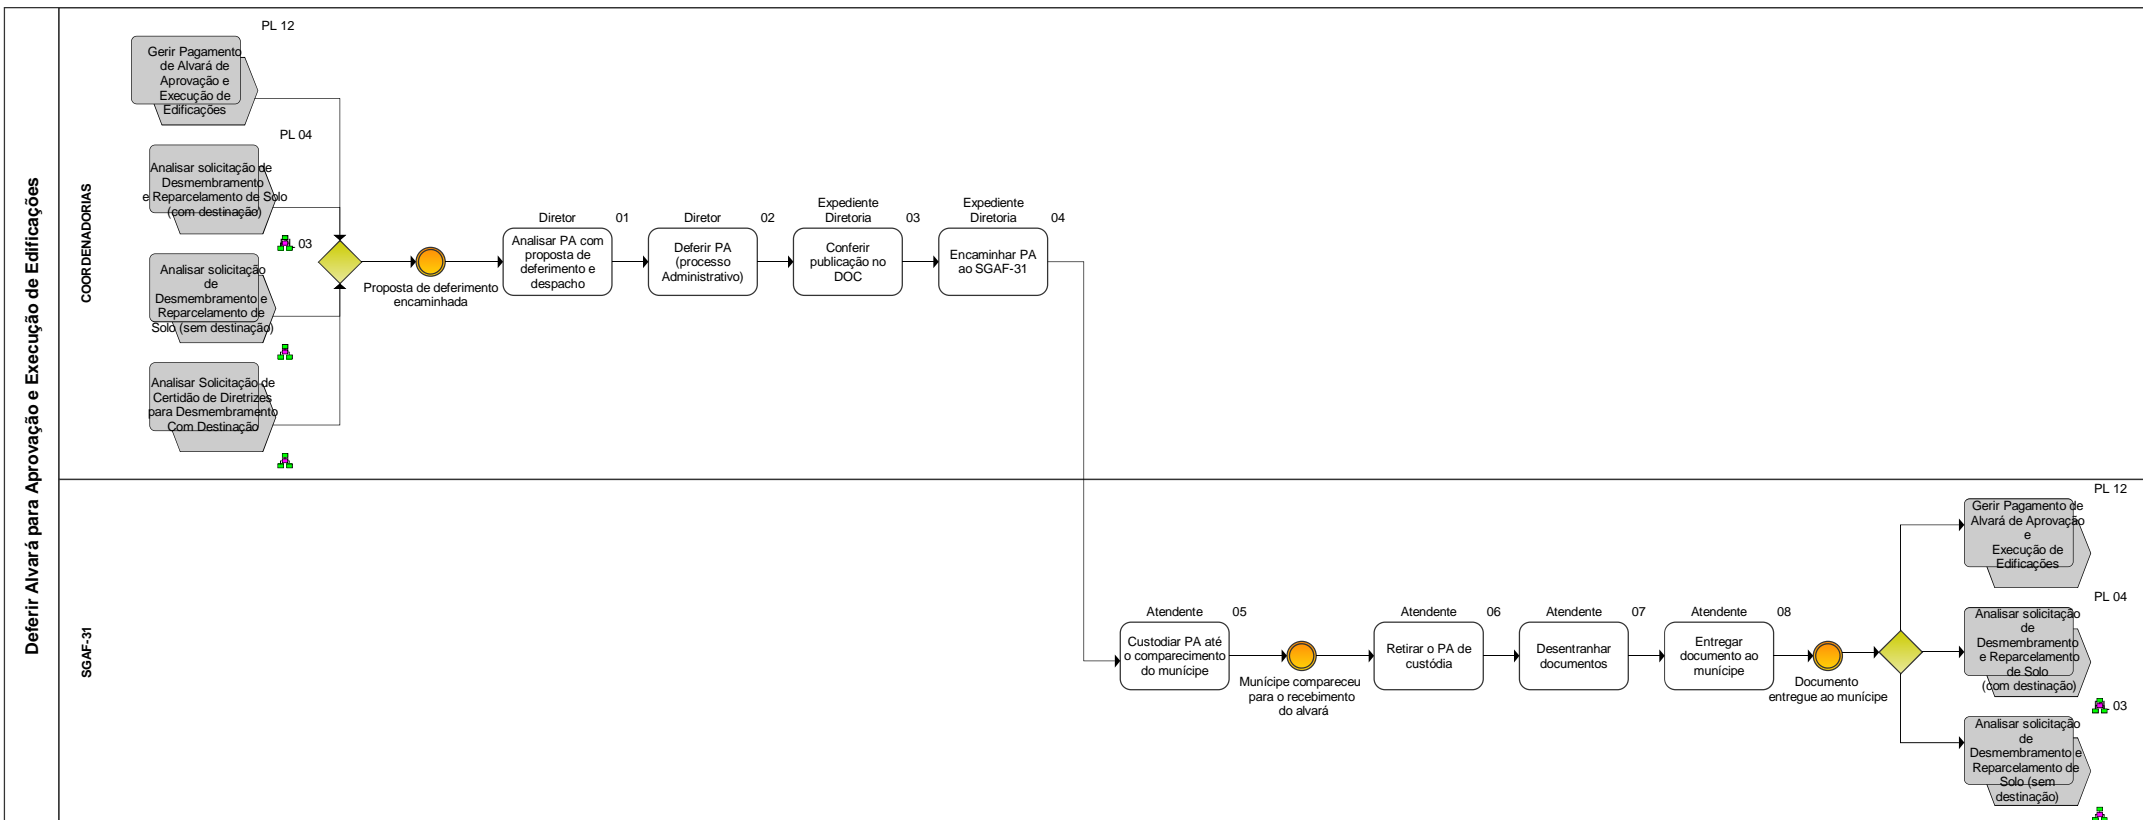 Deferir Alvará para Aprovação e Execução de Edificações
COORDENADORIAS
PL 12
Gerir Pagamento
de Alvará de
Aprovação e
Execução de
Edificações
PL 04
Analisar solicitação de
Desmembramento
e Reparcelamento de Solo
(com destinação)
03
Analisar solicitação
de
Desmembramento e
Reparcelamento de
Solo (sem destinação)
Analisar Solicitação de
Certidão de Diretrizes
para Desmembramento
Com Destinação
Proposta de deferimento
encaminhada
Diretor
01
Analisar PA com
proposta de
deferimento e
despacho
Diretor
02
Deferir PA
(processo
Administrativo)
Expediente
Diretoria
03
Conferir
publicação no
DOC
Expediente
Diretoria
04
Encaminhar PA
ao SGAF-31
SGAF-31
Atendente
05
Custodiar PA até
o comparecimento
do munícipe
Munícipe compareceu
para o recebimento
do alvará
Atendente
06
Retirar o PA de
custódia
Atendente
07
Desentranhar
documentos
Atendente
08
Entregar
documento ao
munícipe
Documento
entregue ao munícipe
PL 12
Gerir Pagamento de
Alvará de Aprovação
e
Execução de
Edificações
PL 04
Analisar solicitação
de
Desmembramento
e Reparcelamento
de Solo
(com destinação)
03
Analisar solicitação
de
Desmembramento e
Reparcelamento de
Solo (sem
destinação)